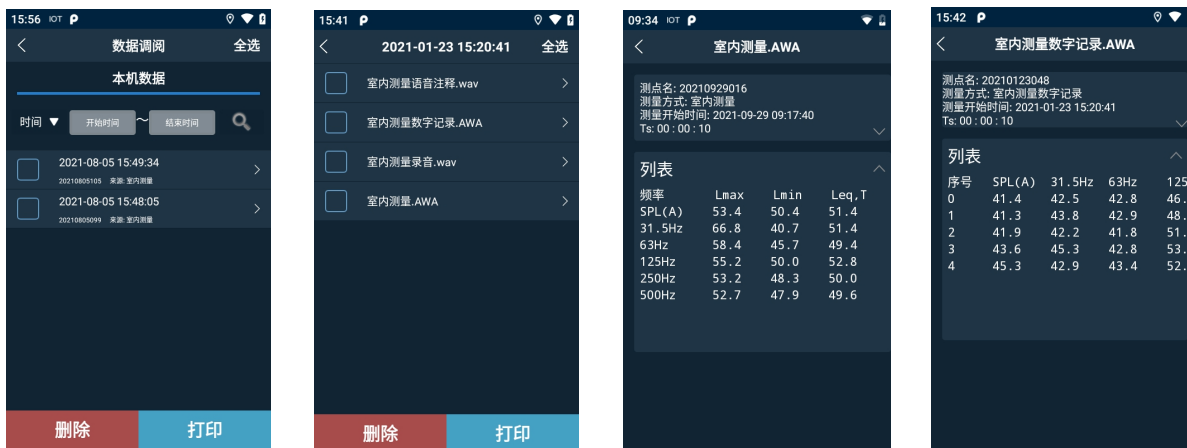 15:56 IOT
数据调阅 全选
本机数据
时间 ▼ 开始时间 ～ 结束时间
2021-08-05 15:49:34
20210805105 来源: 室内测量
2021-08-05 15:48:05
20210805099 来源: 室内测量
删除 打印
15:41
2021-01-23 15:20:41 全选
室内测量语音注释.wav
室内测量数字记录.AWA
室内测量录音.wav
室内测量.AWA
删除 打印
09:34 IOT
室内测量.AWA
测点名: 20210929016
测量方式: 室内测量
测量开始时间: 2021-09-29 09:17:40
Ts: 00 : 00 : 10
列表
频率 Lmax Lmin Leq,T
SPL(A) 53.4 50.4 51.4
31.5Hz 66.8 40.7 51.4
63Hz 58.4 45.7 49.4
125Hz 55.2 50.0 52.8
250Hz 53.2 48.3 50.0
500Hz 52.7 47.9 49.6
15:42
室内测量数字记录.AWA
测点名: 20210123048
测量方式: 室内测量数字记录
测量开始时间: 2021-01-23 15:20:41
Ts: 00 : 00 : 10
列表
序号 SPL(A) 31.5Hz 63Hz 125
0 41.4 42.5 42.8 46.
1 41.3 43.8 42.9 48.
2 41.9 42.2 41.8 51.
3 43.6 45.3 42.8 53.
4 45.3 42.9 43.4 52.